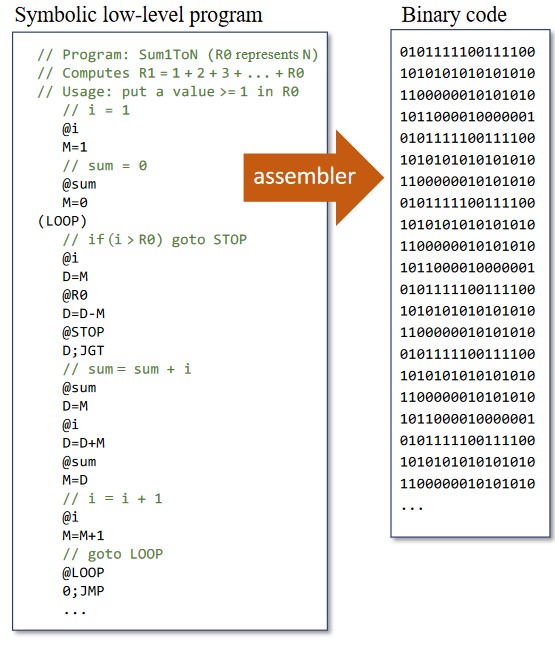 Symbolic low-level program
// Program: Sum1ToN (R0 represents N)
// Computes R1 = 1 + 2 + 3 + ... + R0
// Usage: put a value >= 1 in R0
// i = 1
@i
M=1
// sum = 0
@sum
M=0
(LOOP)
// if (i > R0) goto STOP
@i
D=M
@R0
D=D-M
@STOP
D;JGT
// sum = sum + i
@sum
D=M
@i
D=D+M
@sum
M=D
// i = i + 1
@i
M=M+1
// goto LOOP
@LOOP
0;JMP
...
assembler
Binary code
0101111100111100
1010101010101010
1100000010101010
1011000010000001
0101111100111100
1010101010101010
1100000010101010
0101111100111100
1010101010101010
1100000010101010
1011000010000001
0101111100111100
1010101010101010
1100000010101010
0101111100111100
1010101010101010
1100000010101010
1011000010000001
0101111100111100
1010101010101010
1100000010101010
...